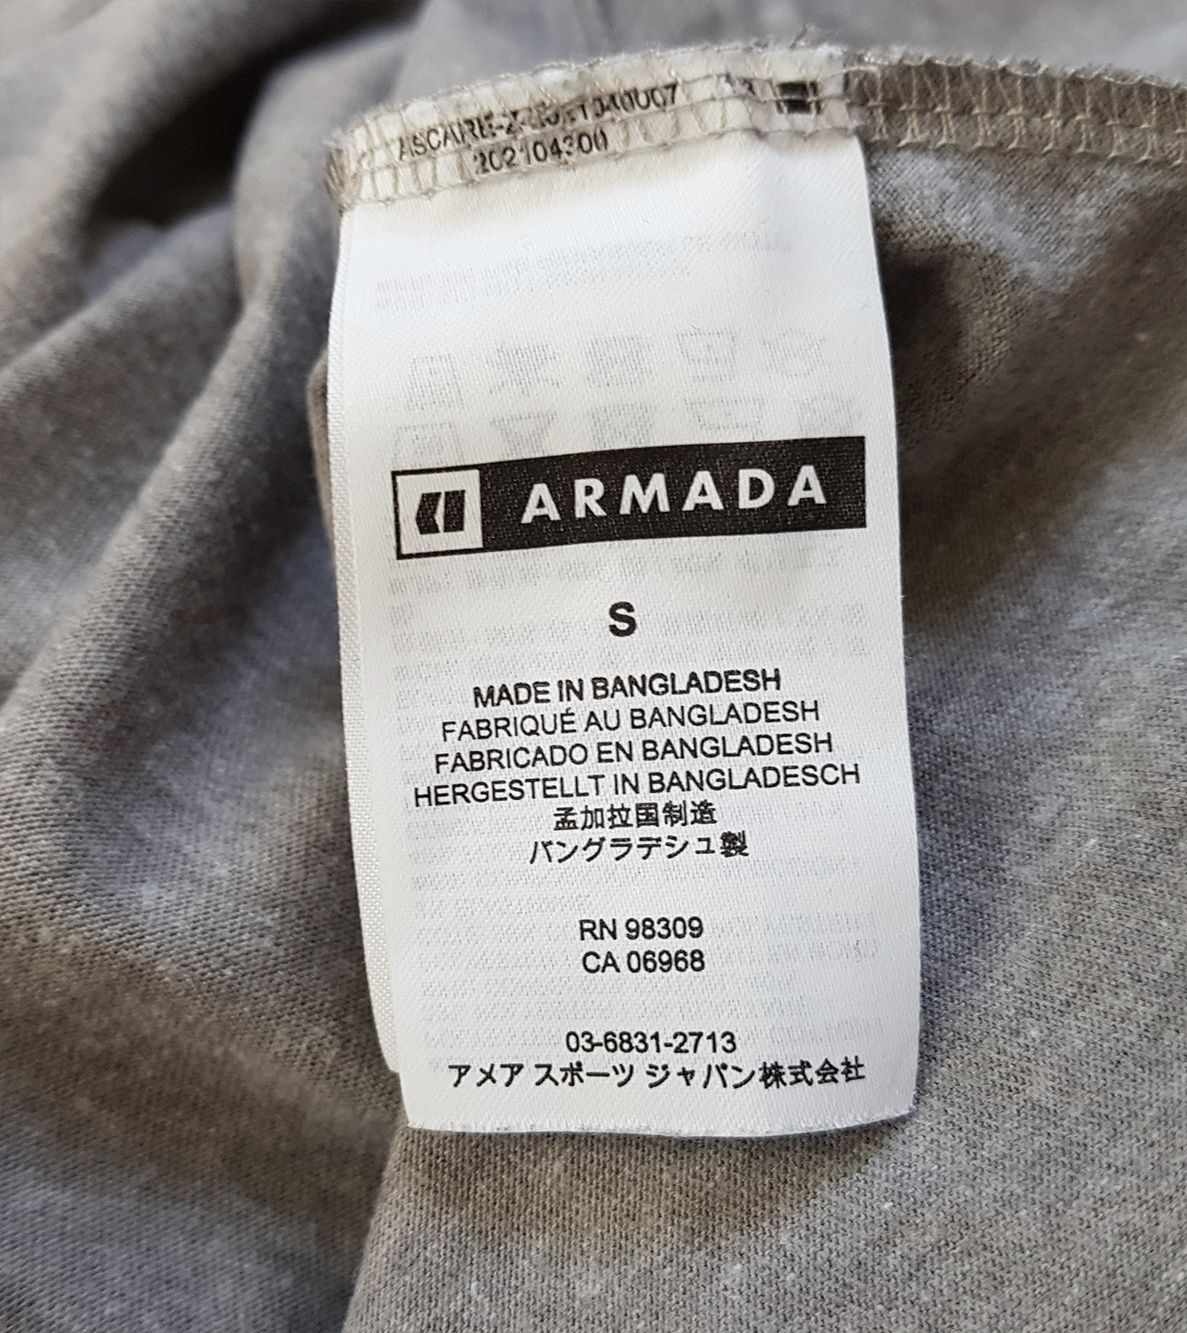 202104300
ARMADA
S
MADE IN BANGLADESH
FABRIQUÉ AU BANGLADESH
FABRICADO EN BANGLADESH
HERGESTELLT IN BANGLADESCH
孟加拉国制造
バングラデシュ製
RN 98309
CA 06968
03-6831-2713
アメア スポーツ ジャパン株式会社